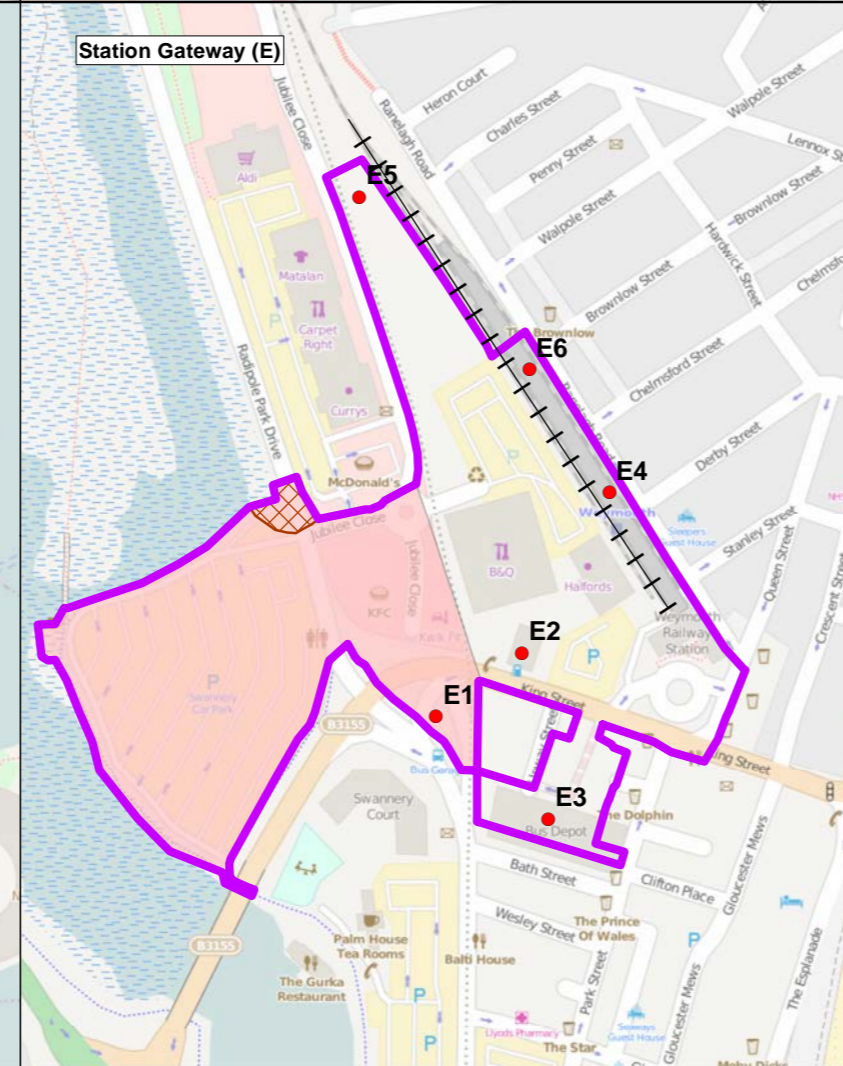 Station Gateway (E)
Jubilee Close
Ranelagh Road
Heron Court
Charles Street
Penny Street
Walpole Street
Lennox St
Walpole Street
Brownlow Street
Hardwick Street
Brownlow Street
Chelmsford Street
Derby Street
Stanley Street
Queen Street
Crescent Street
Aldi
E5
Matalan
Carpet
Right
P
Currys
McDonald's
Radipole Park Drive
The Brownlow
E6
P
E4
Weymouth
Sleepers
Guest House
B&Q
Halfords
Jubilee Close
Jubilee Close
KFC
Kwik Fit
E2
P
Weymouth
Railway
Station
King Street
King Street
E1
P
Swannery
Car Park
B3155
Swannery
Court
E3
Bus Depot
The Dolphin
Bath Street
Clifton Place
Gloucester Mews
Wesley Street
The Prince
Of Wales
P
Palm House
Tea Rooms
Balti House
Park Street
The Esplanade
B3155
The Gurka
Restaurant
P
P
Lloyds Pharmacy
The Star
Seaways
Guest House
Gloucester Mews